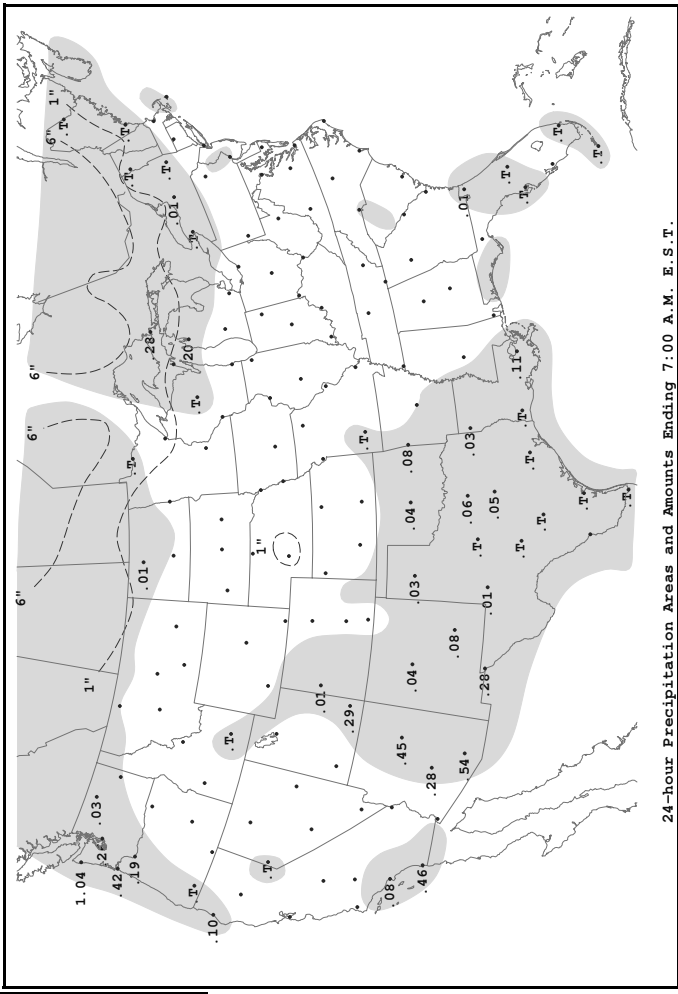 6"
6"
6"
6"
1"
T
1.04
1"
.03
.42
T
T
T
.19
.01
.28
T
.01
.20
T
T
T
.10
T
1"
T
.01
.29
T
.08
.45
.08
.04
.04
.03
.46
.28
.08
.54
.01
.06
.03
T
.28
.01
.05
T
.11
T
T
T
T
T
T
T
T
T
24-hour Precipitation Areas and Amounts Ending 7:00 A.M. E.S.T.